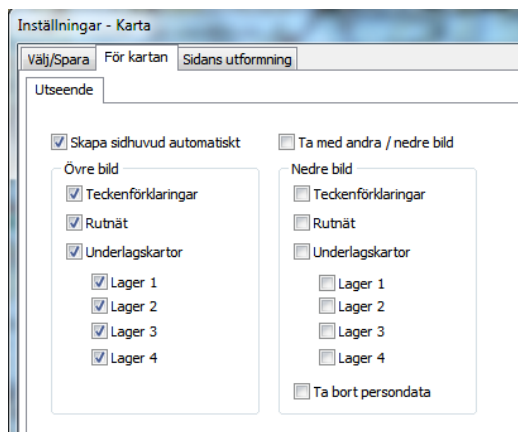 Inställningar - Karta
Välj/Spara För kartan Sidans utformning
Utseende
Skapa sidhuvud automatiskt
Ta med andra / nedre bild
Övre bild
Teckenförklaringar
Rutnät
Underlagskartor
Lager 1
Lager 2
Lager 3
Lager 4
Nedre bild
Teckenförklaringar
Rutnät
Underlagskartor
Lager 1
Lager 2
Lager 3
Lager 4
Ta bort persondata